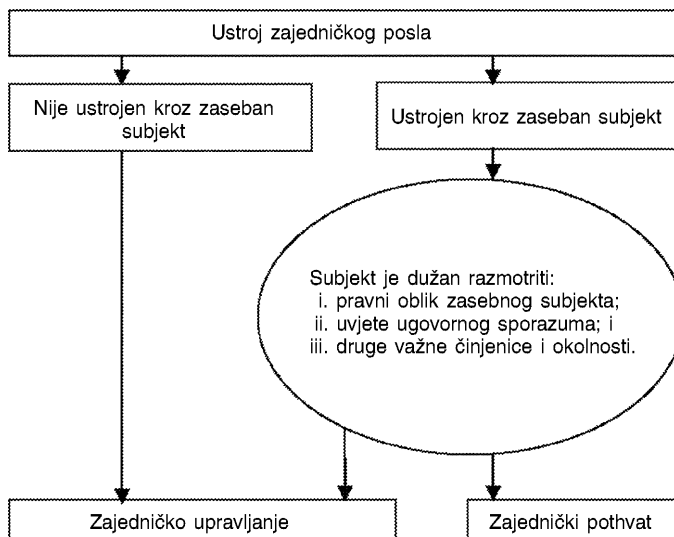 Ustroj zajedničkog posla
Nije ustrojen kroz zaseban
subjekt
Ustrojen kroz zaseban subjekt
Subjekt je dužan razmotriti:
i. pravni oblik zasebnog subjekta;
ii. uvjete ugovornog sporazuma; i
iii. druge važne činjenice i okolnosti.
Zajedničko upravljanje
Zajednički pothvat